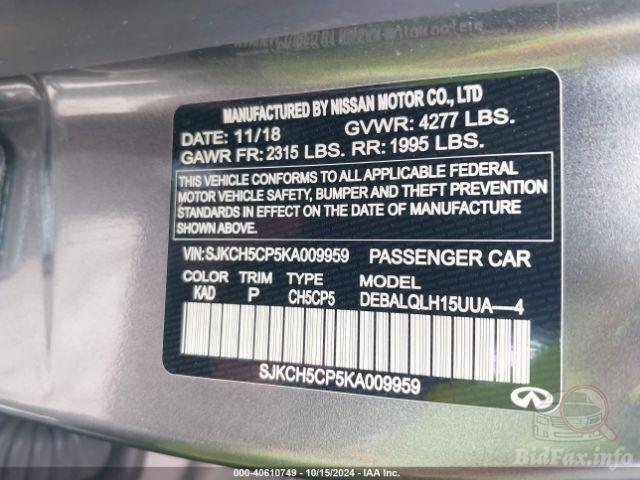 MANUFACTURED BY NISSAN MOTOR CO., LTD
DATE: 11/18 GVWR: 4277 LBS.
GAWR FR: 2315 LBS. RR: 1995 LBS.
THIS VEHICLE CONFORMS TO ALL APPLICABLE FEDERAL
MOTOR VEHICLE SAFETY, BUMPER AND THEFT PREVENTION
STANDARDS IN EFFECT ON THE DATE OF MANUFACTURE
SHOWN ABOVE.
VIN:SJKCH5CP5KA009959 PASSENGER CAR
COLOR TRIM TYPE MODEL
KAD P CH5CP5 DEBALQLH15UUA—4
SJKCH5CP5KA009959
BidFax.info
000-40610749 - 10/15/2024 - IAA Inc.